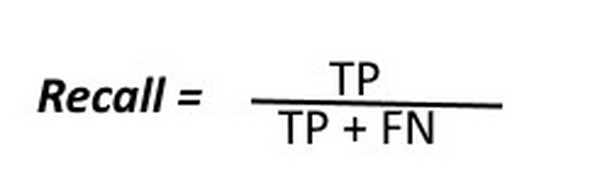 Recall =
TP
TP + FN